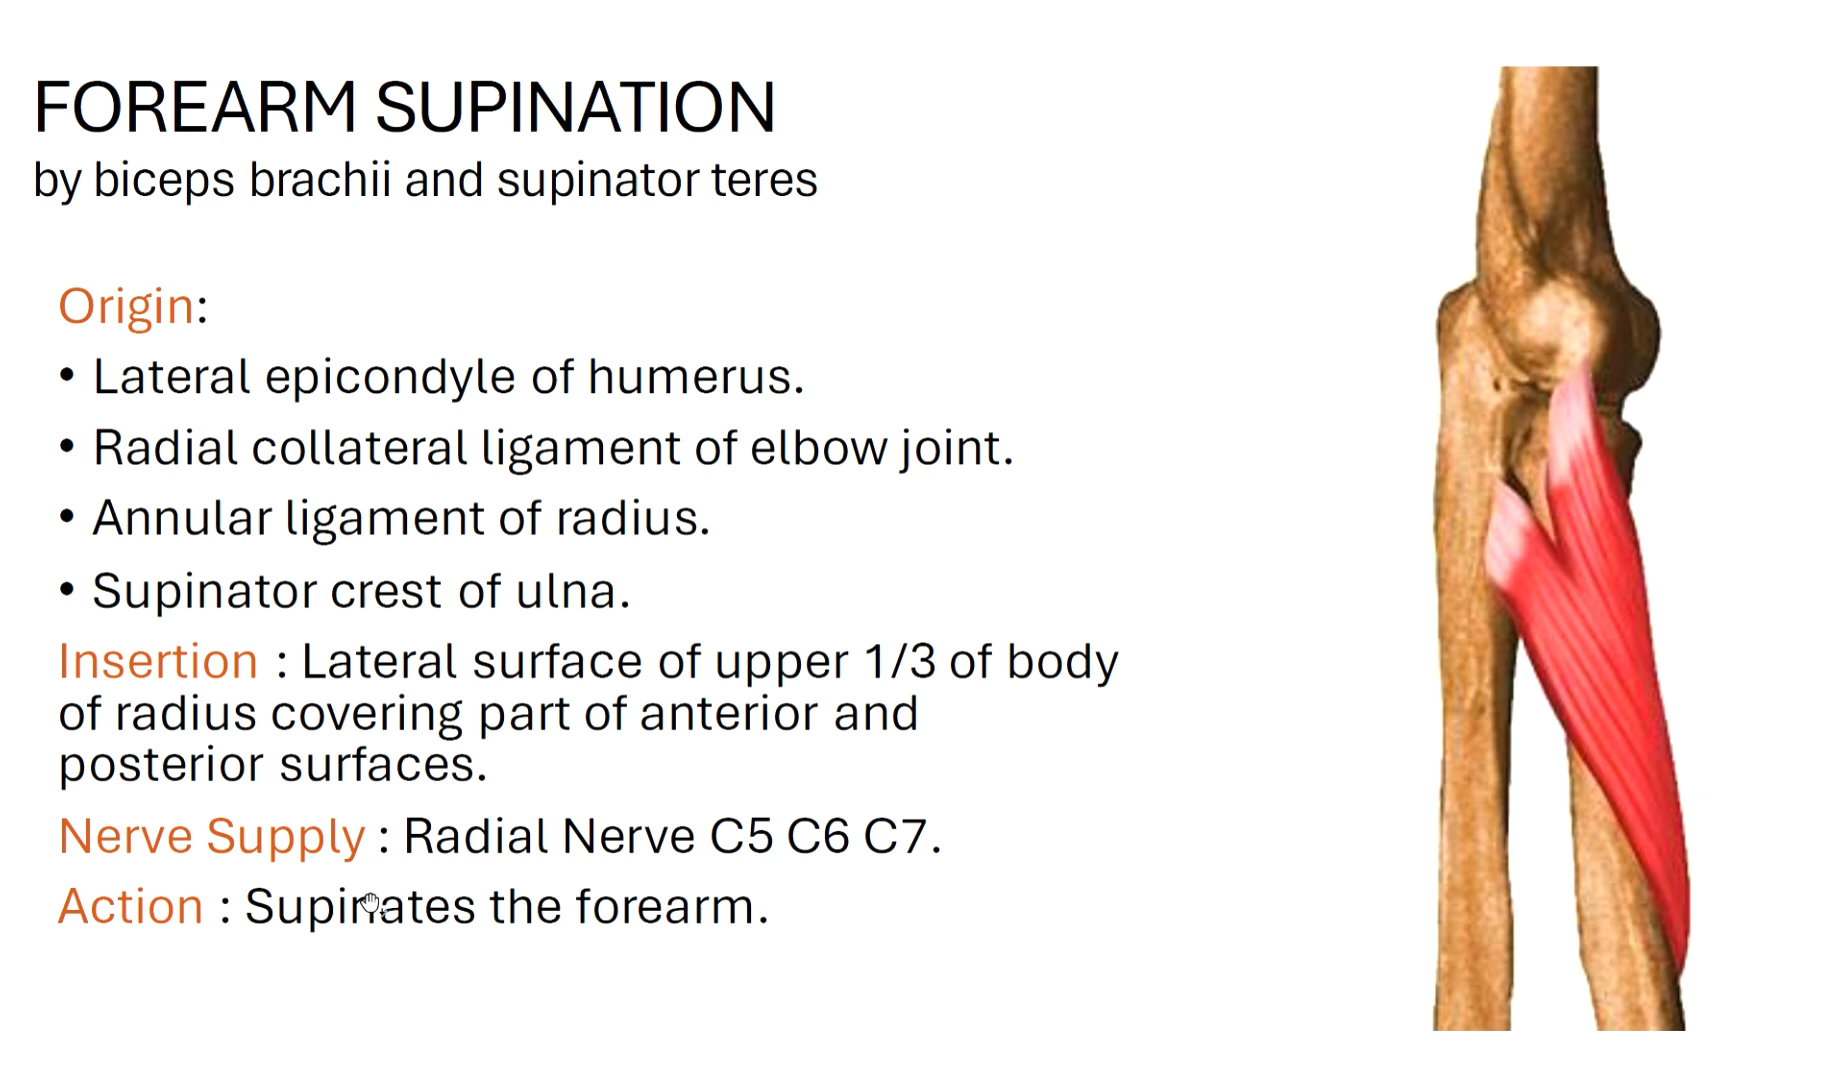 FOREARM SUPINATION
by biceps brachii and supinator teres
Origin:
• Lateral epicondyle of humerus.
• Radial collateral ligament of elbow joint.
• Annular ligament of radius.
• Supinator crest of ulna.
Insertion : Lateral surface of upper 1/3 of body
of radius covering part of anterior and
posterior surfaces.
Nerve Supply : Radial Nerve C5 C6 C7.
Action : Supinates the forearm.